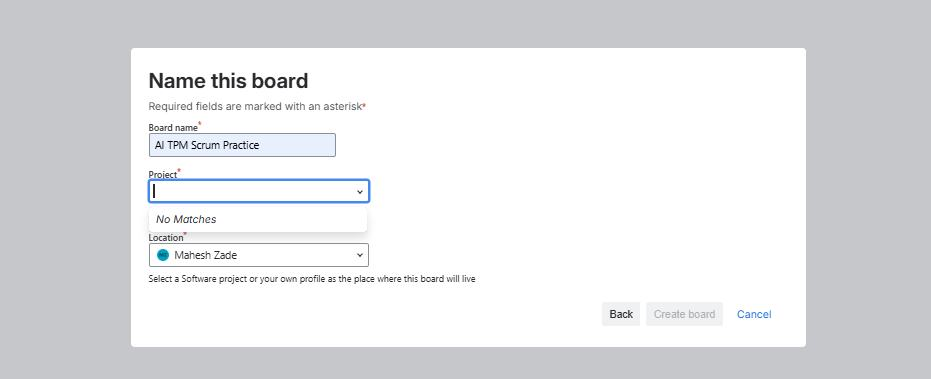 Name this board
Required fields are marked with an asterisk*
Board name*
AI TPM Scrum Practice
Project*
No Matches
Location*
Mahesh Zade
Select a Software project or your own profile as the place where this board will live
Back Create board Cancel